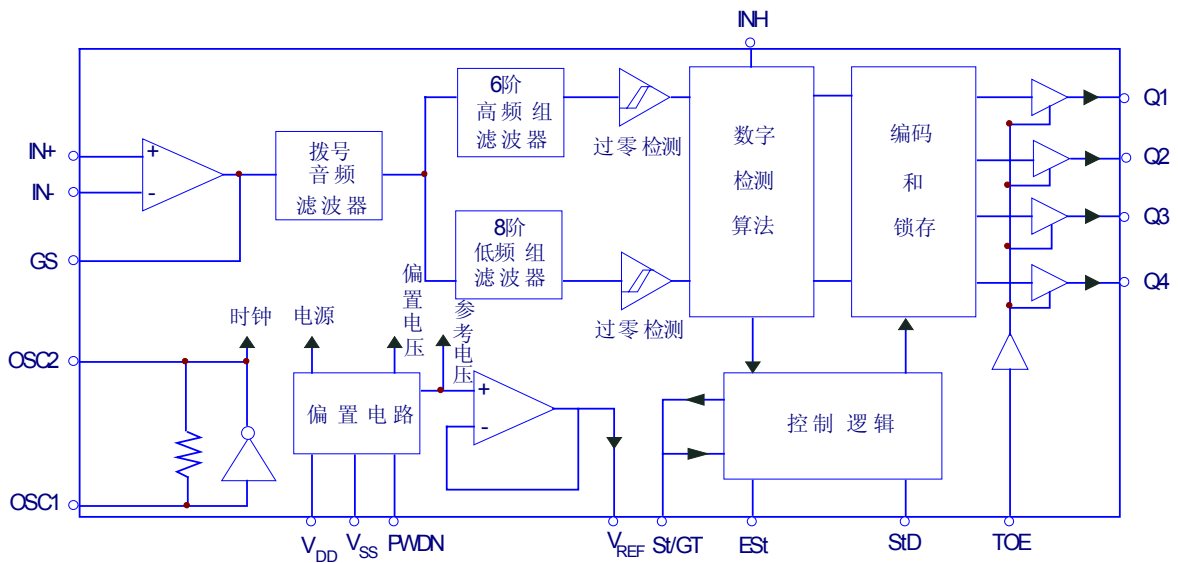 INH
6阶
高频 组
滤波器
过零 检测
数字
检测
算法
编码
和
锁存
Q1
Q2
Q3
Q4
IN+
IN-
+
-
拨号
音频
滤波器
GS
8阶
低频 组
滤波器
过零 检测
时钟
电源
偏置电压
参考电压
OSC2
OSC1
偏 置 电 路
+
-
控制 逻辑
VDD
VSS
PWDN
VREF
St/GT
ESt
StD
TOE